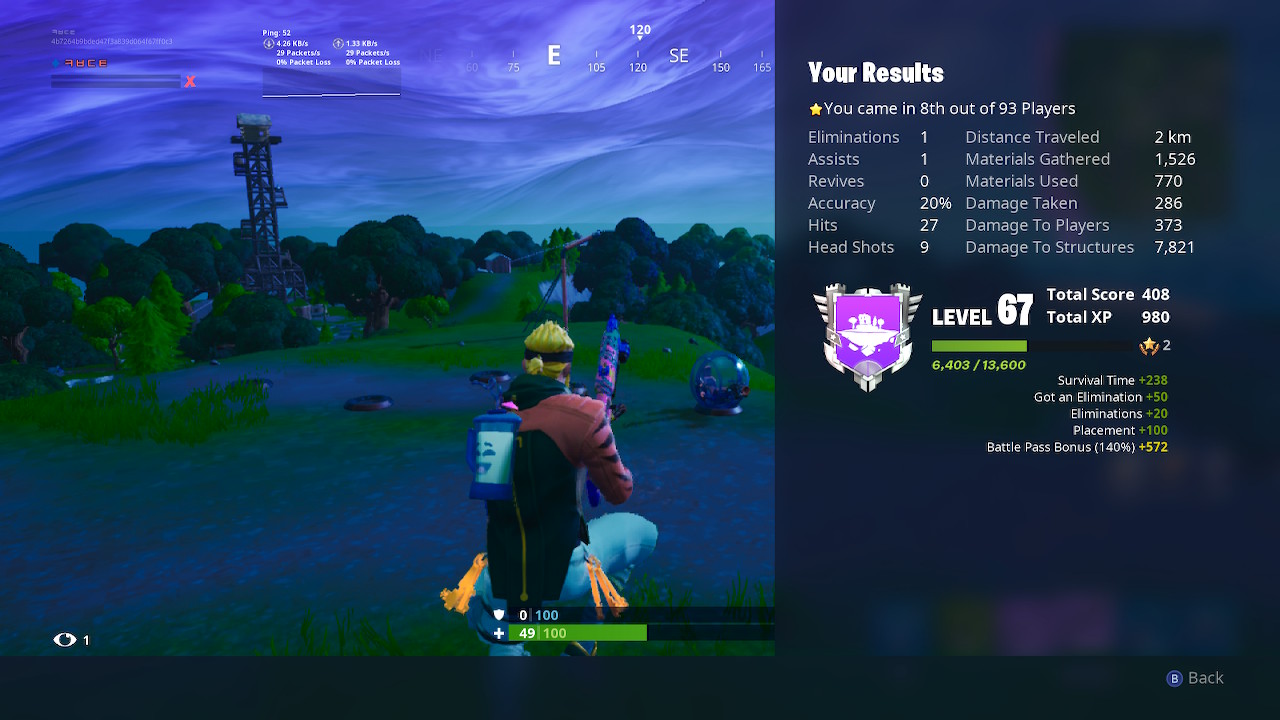 4b7264b9bded47f3a839d064f67ff0c3
Ping: 52
4.26 KB/s 1.33 KB/s
29 Packets/s 29 Packets/s
0% Packet Loss 0% Packet Loss
120
60 75 E 105 120 SE 150 165
Your Results
You came in 8th out of 93 Players
Eliminations 1 Distance Traveled 2 km
Assists 1 Materials Gathered 1,526
Revives 0 Materials Used 770
Accuracy 20% Damage Taken 286
Hits 27 Damage To Players 373
Head Shots 9 Damage To Structures 7,821
LEVEL 67
Total Score 408
Total XP 980
2
6,403 / 13,600
Survival Time +238
Got an Elimination +50
Eliminations +20
Placement +100
Battle Pass Bonus (140%) +572
0 | 100
49 | 100
1
B Back